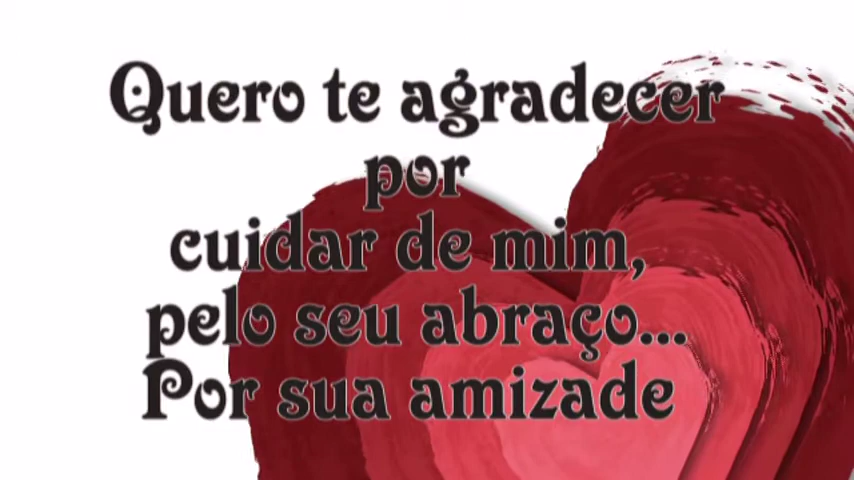 Quero te agradecer
por
cuidar de mim,
pelo seu abraço...
Por sua amizade